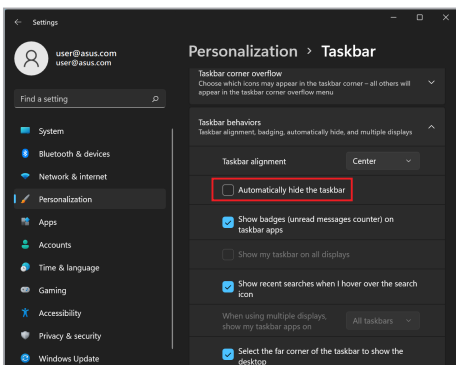 Settings
user@asus.com
user@asus.com
Find a setting
System
Bluetooth & devices
Network & internet
Personalization
Apps
Accounts
Time & language
Gaming
Accessibility
Privacy & security
Windows Update
Personalization > Taskbar
Taskbar corner overflow
Choose which icons may appear in the taskbar corner – all others will
appear in the taskbar corner overflow menu
Taskbar behaviors
Taskbar alignment, badging, automatically hide, and multiple displays
Taskbar alignment
Center
Automatically hide the taskbar
Show badges (unread messages counter) on
taskbar apps
Show my taskbar on all displays
Show recent searches when I hover over the search
icon
When using multiple displays,
show my taskbar apps on
All taskbars
Select the far corner of the taskbar to show the
desktop